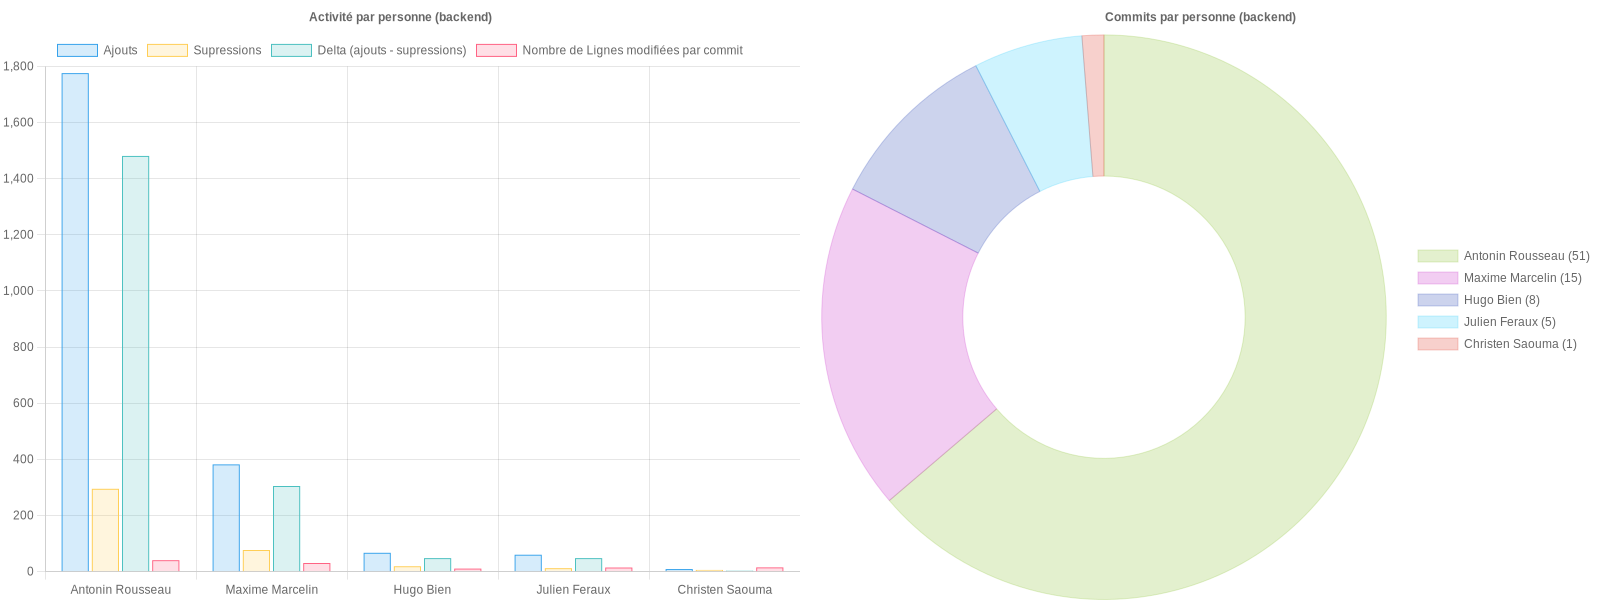 Activité par personne (backend)
Ajouts Supressions Delta (ajouts - supressions) Nombre de Lignes modifiées par commit
1,800
1,600
1,400
1,200
1,000
800
600
400
200
0
Antonin Rousseau Maxime Marcelin Hugo Bien Julien Feraux Christen Saouma
Commits par personne (backend)
Antonin Rousseau (51)
Maxime Marcelin (15)
Hugo Bien (8)
Julien Feraux (5)
Christen Saouma (1)